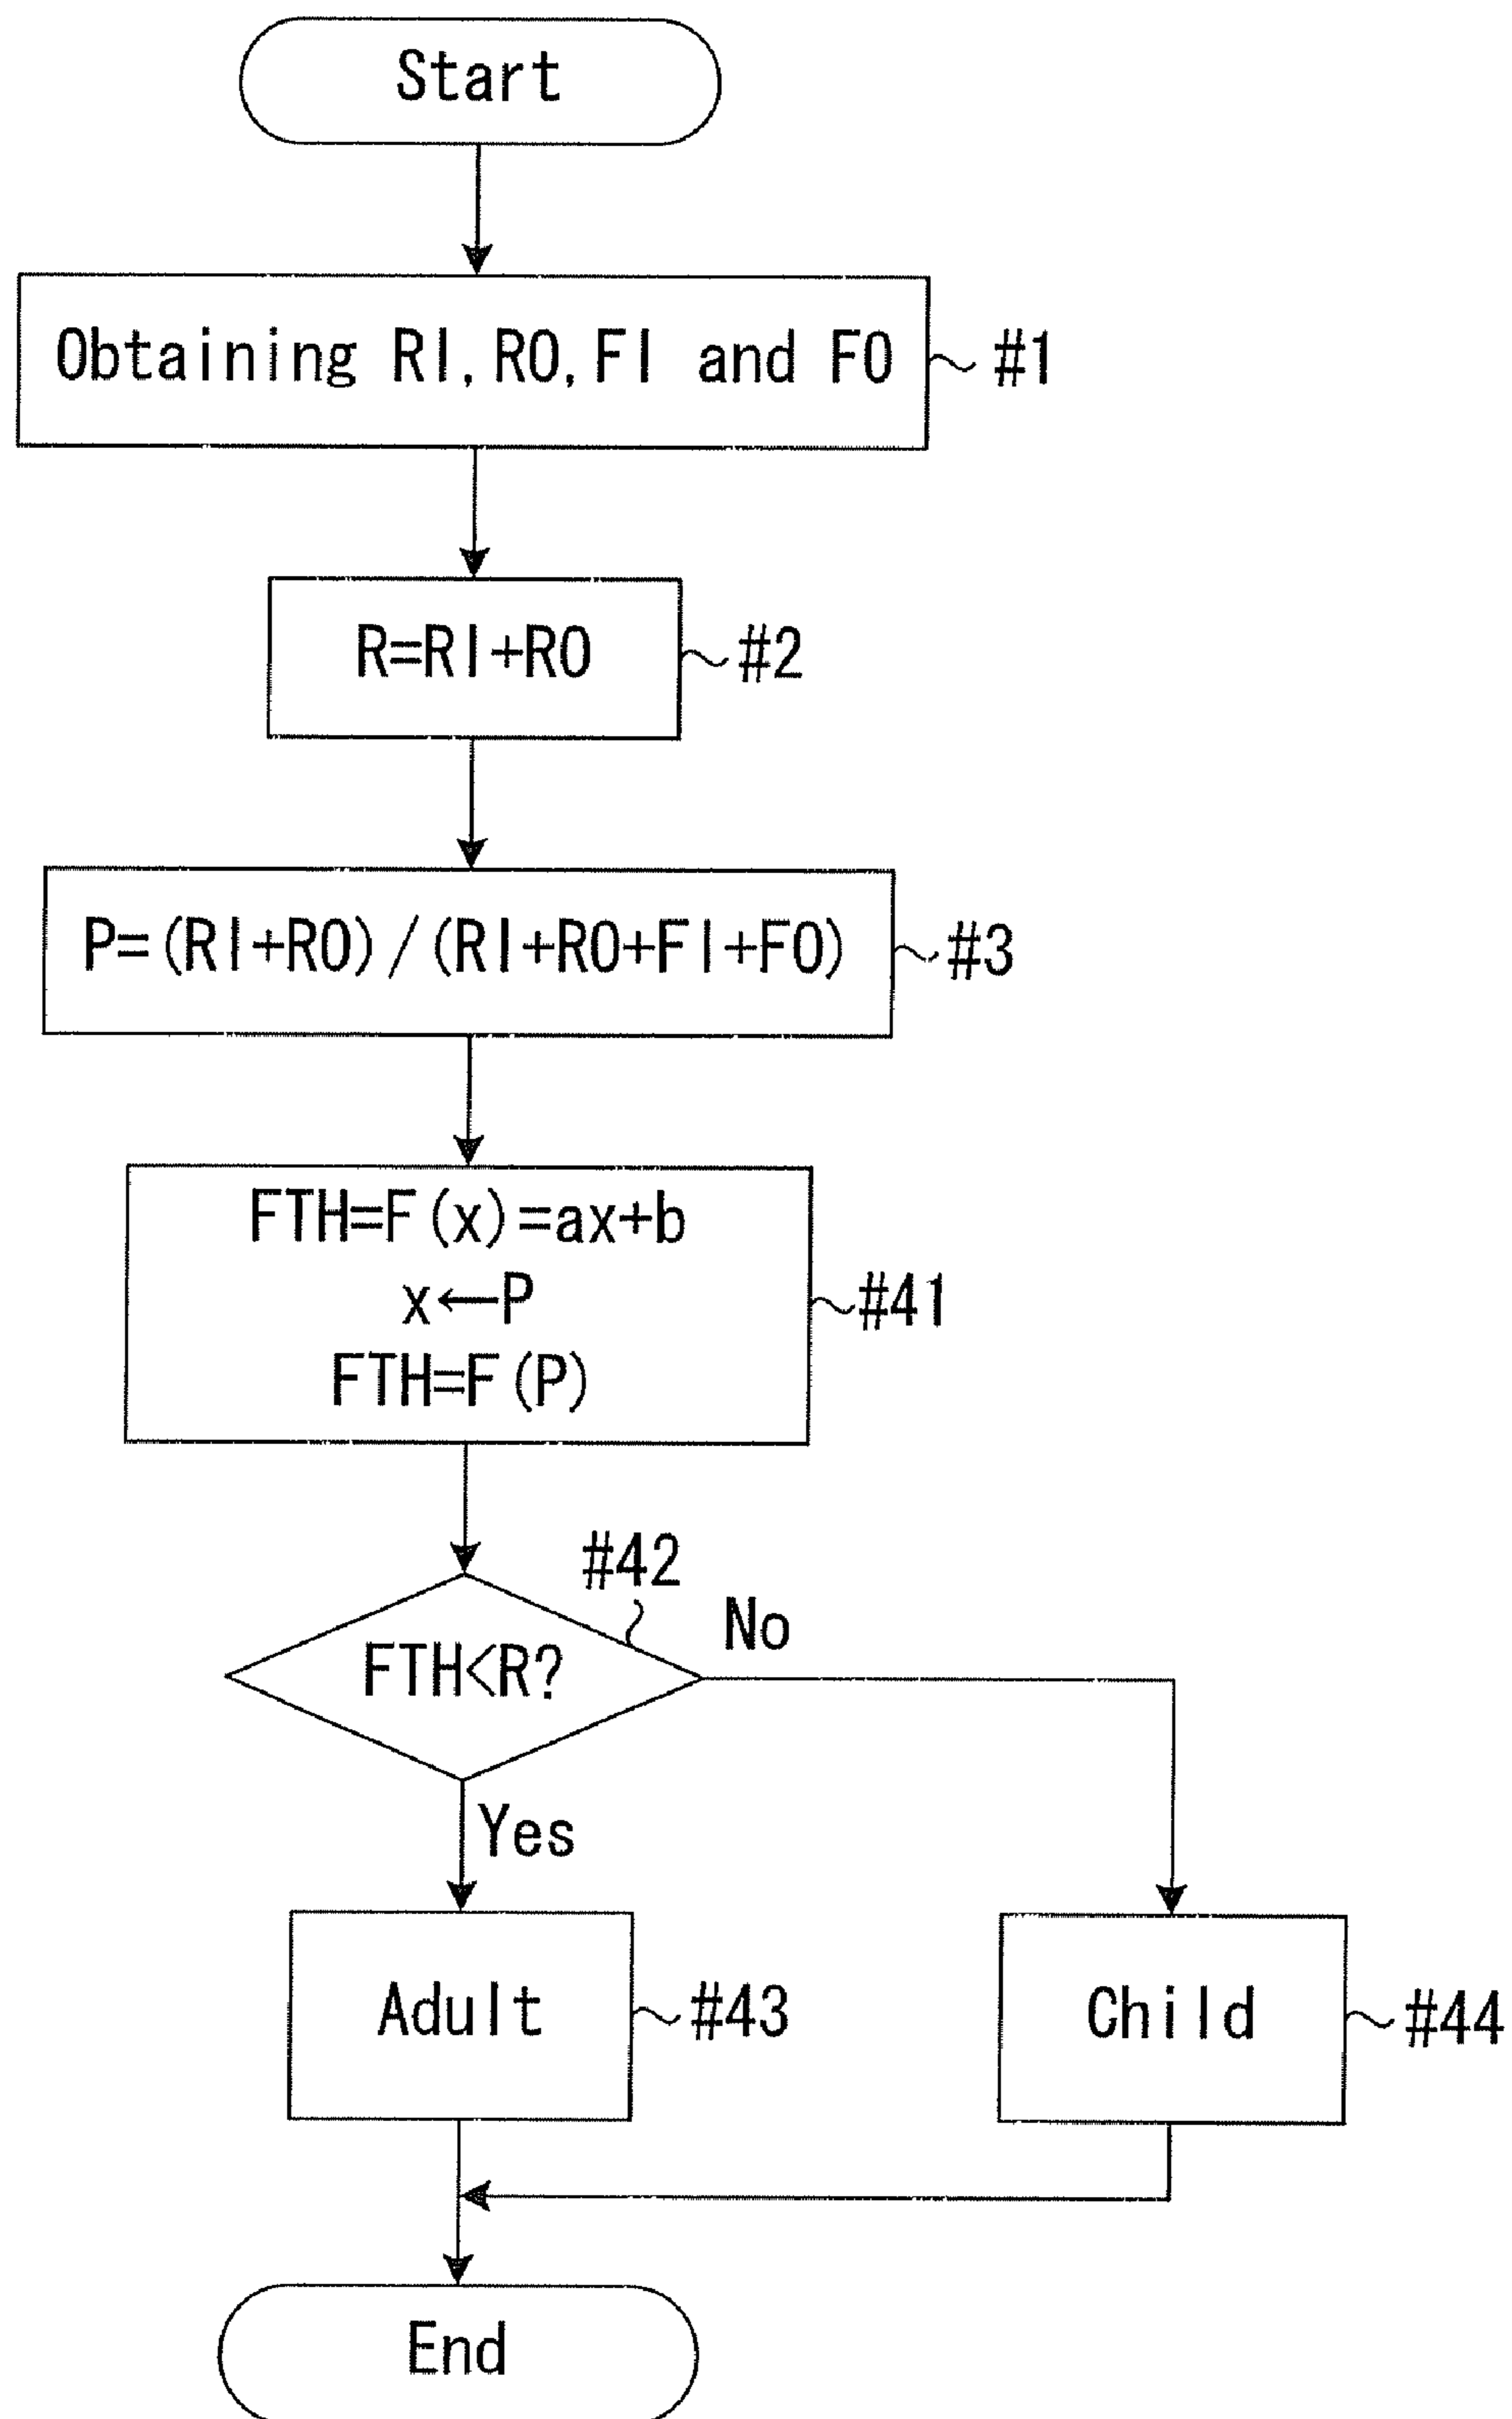 Start
Obtaining RI, RO, FI and FO
#1
R=RI+RO
#2
P=(RI+RO)/(RI+RO+FI+FO)
#3
FTH=F(x)=ax+b
x←P
FTH=F(P)
#41
#42
FTH<R?
No
Yes
Adult
#43
Child
#44
End